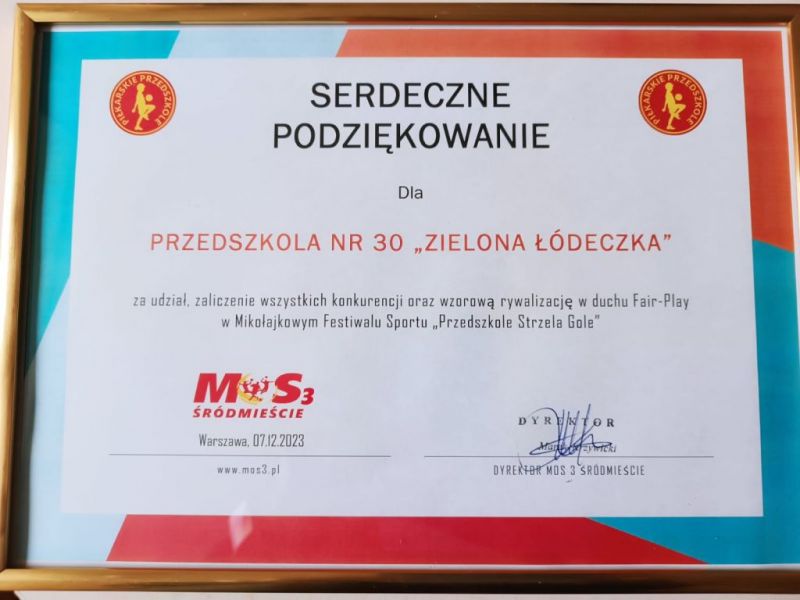 PIŁKARSKIE PRZEDSZKOLE
PIŁKARSKIE PRZEDSZKOLE
SERDECZNE
PODZIĘKOWANIE
Dla
PRZEDSZKOLA NR 30 „ZIELONA ŁÓDECZKA”
za udział, zaliczenie wszystkich konkurencji oraz wzorową rywalizację w duchu Fair-Play
w Mikołajkowym Festiwalu Sportu „Przedszkole Strzela Gole”
MOS3
ŚRÓDMIEŚCIE
Warszawa, 07.12.2023
www.mos3.pl
DYREKTOR
DYREKTOR MOS 3 ŚRÓDMIEŚCIE